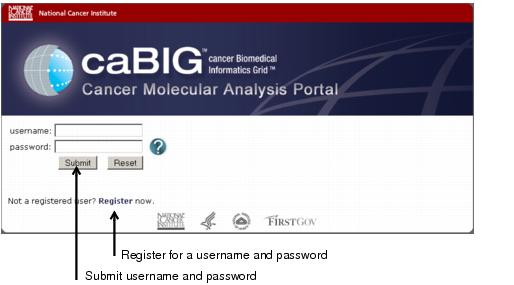 NATIONAL CANCER INSTITUTE National Cancer Institute
caBIG™ cancer Biomedical Informatics Grid™
Cancer Molecular Analysis Portal
username:
password: ?
Submit Reset
Not a registered user? Register now.
NATIONAL CANCER INSTITUTE FIRSTGOV
Register for a username and password
Submit username and password